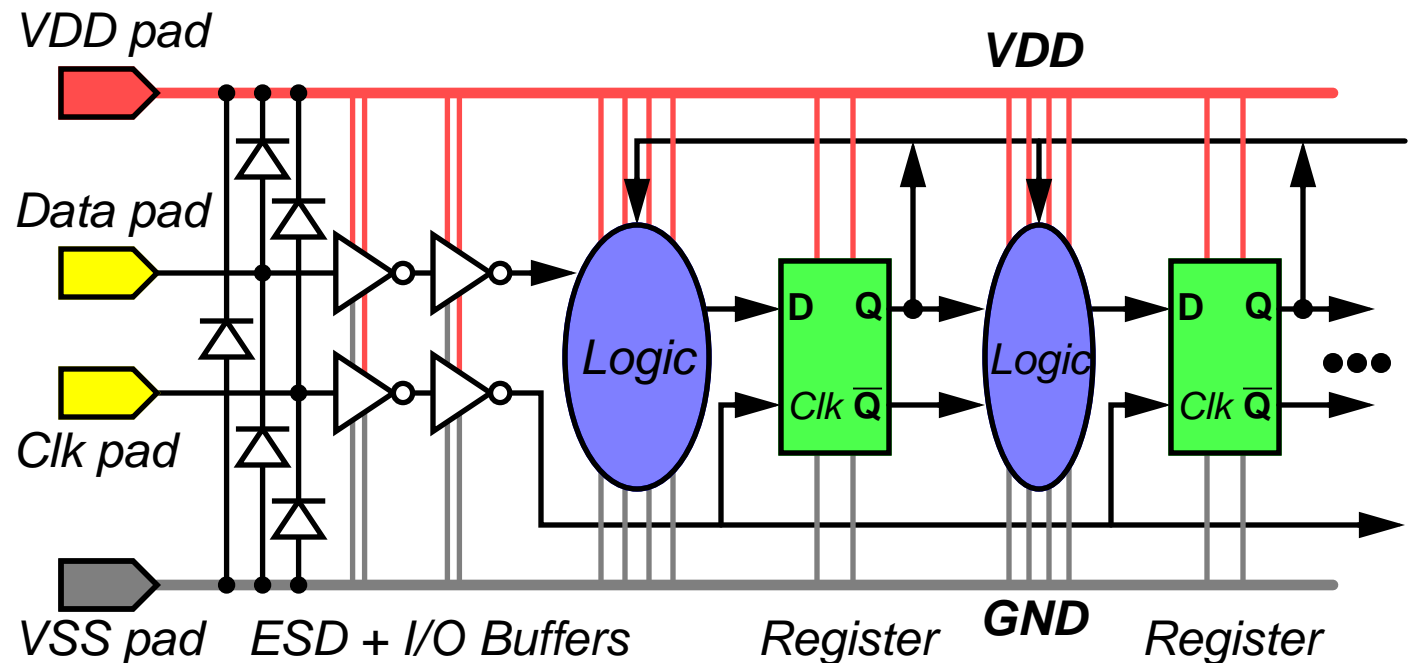 VDD pad
VDD
Data pad
D Q
D Q
Logic
Logic
Clk Q̅
Clk Q̅
Clk pad
VSS pad
ESD + I/O Buffers
Register
GND
Register